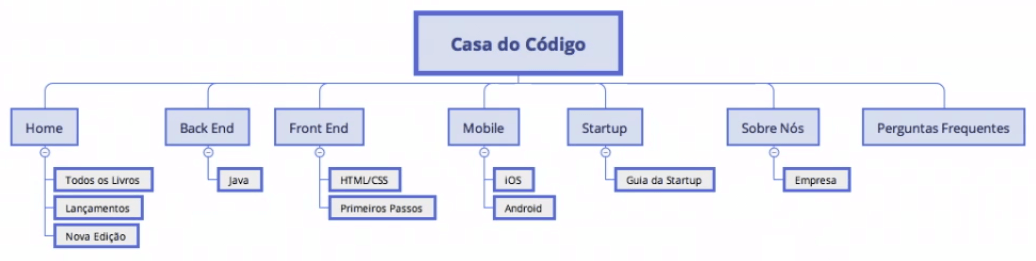 Casa do Código
Home
Back End
Front End
Mobile
Startup
Sobre Nós
Perguntas Frequentes
Todos os Livros
Lançamentos
Nova Edição
Java
HTML/CSS
Primeiros Passos
iOS
Android
Guia da Startup
Empresa